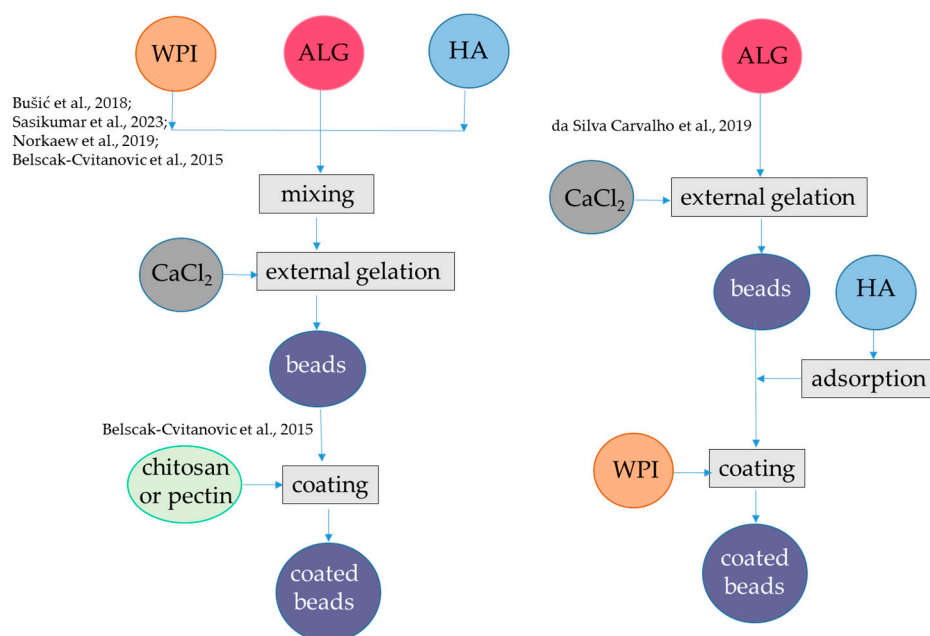 WPI
ALG
HA
Bušić et al., 2018;
Sasikumar et al., 2023;
Norkaew et al., 2019;
Belscak-Cvitanovic et al., 2015
mixing
CaCl₂
external gelation
beads
Belscak-Cvitanovic et al., 2015
chitosan
or pectin
coating
coated
beads
ALG
da Silva Carvalho et al., 2019
CaCl₂
external gelation
beads
HA
adsorption
WPI
coating
coated
beads